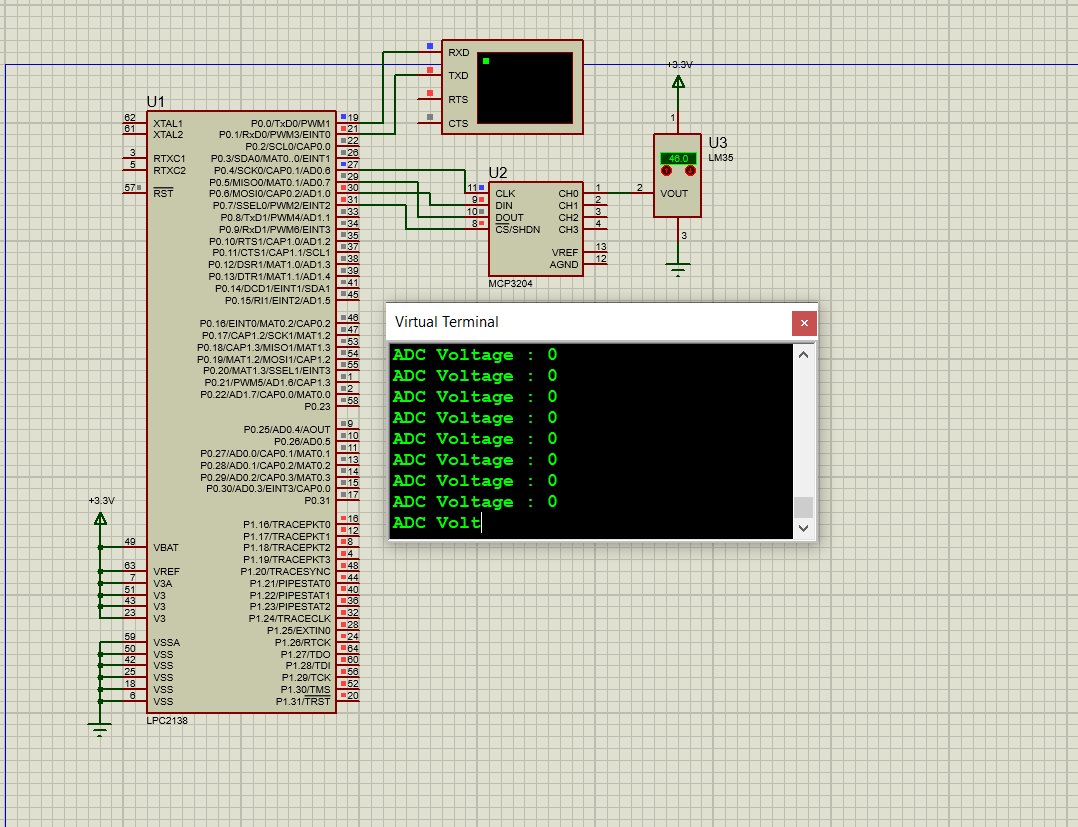 U1
62 XTAL1 P0.0/TxD0/PWM1 19
61 XTAL2 P0.1/RxD0/PWM3/EINT0 21
P0.2/SCL0/CAP0.0 22
3 RTXC1 P0.3/SDA0/MAT0..0/EINT1 26
5 RTXC2 P0.4/SCK0/CAP0.1/AD0.6 27
P0.5/MISO0/MAT0.1/AD0.7 29
57 RST P0.6/MOSI0/CAP0.2/AD1.0 30
P0.7/SSEL0/PWM2/EINT2 31
P0.8/TxD1/PWM4/AD1.1 33
P0.9/RxD1/PWM6/EINT3 34
P0.10/RTS1/CAP1.0/AD1.2 35
P0.11/CTS1/CAP1.1/SCL1 37
P0.12/DSR1/MAT1.0/AD1.3 38
P0.13/DTR1/MAT1.1/AD1.4 39
P0.14/DCD1/EINT1/SDA1 41
P0.15/RI1/EINT2/AD1.5 45
P0.16/EINT0/MAT0.2/CAP0.2 46
P0.17/CAP1.2/SCK1/MAT1.2 47
P0.18/CAP1.3/MISO1/MAT1.3 53
P0.19/MAT1.2/MOSI1/CAP1.2 54
P0.20/MAT1.3/SSEL1/EINT3 55
P0.21/PWM5/AD1.6/CAP1.3 1
P0.22/AD1.7/CAP0.0/MAT0.0 2
P0.23 58
P0.25/AD0.4/AOUT 9
P0.26/AD0.5 10
P0.27/AD0.0/CAP0.1/MAT0.1 11
P0.28/AD0.1/CAP0.2/MAT0.2 13
P0.29/AD0.2/CAP0.3/MAT0.3 14
P0.30/AD0.3/EINT3/CAP0.0 15
P0.31 17
+3.3V
P1.16/TRACEPKT0 16
P1.17/TRACEPKT1 12
49 VBAT P1.18/TRACEPKT2 8
P1.19/TRACEPKT3 4
63 VREF P1.20/TRACESYNC 48
7 V3A P1.21/PIPESTAT0 44
51 V3 P1.22/PIPESTAT1 40
43 V3 P1.23/PIPESTAT2 36
23 V3 P1.24/TRACECLK 32
P1.25/EXTIN0 28
59 VSSA P1.26/RTCK 24
50 VSS P1.27/TDO 64
42 VSS P1.28/TDI 60
25 VSS P1.29/TCK 56
18 VSS P1.30/TMS 52
6 VSS P1.31/TRST 20
LPC2138
RXD
TXD
RTS
CTS
U2
11 CLK CH0 1
9 DIN CH1 2
10 DOUT CH2 3
8 CS/SHDN CH3 4
VREF 13
AGND 12
MCP3204
+3.3V
1
U3
LM35
46.0
2 VOUT
3
Virtual Terminal
ADC Voltage : 0
ADC Voltage : 0
ADC Voltage : 0
ADC Voltage : 0
ADC Voltage : 0
ADC Voltage : 0
ADC Voltage : 0
ADC Voltage : 0
ADC Volt